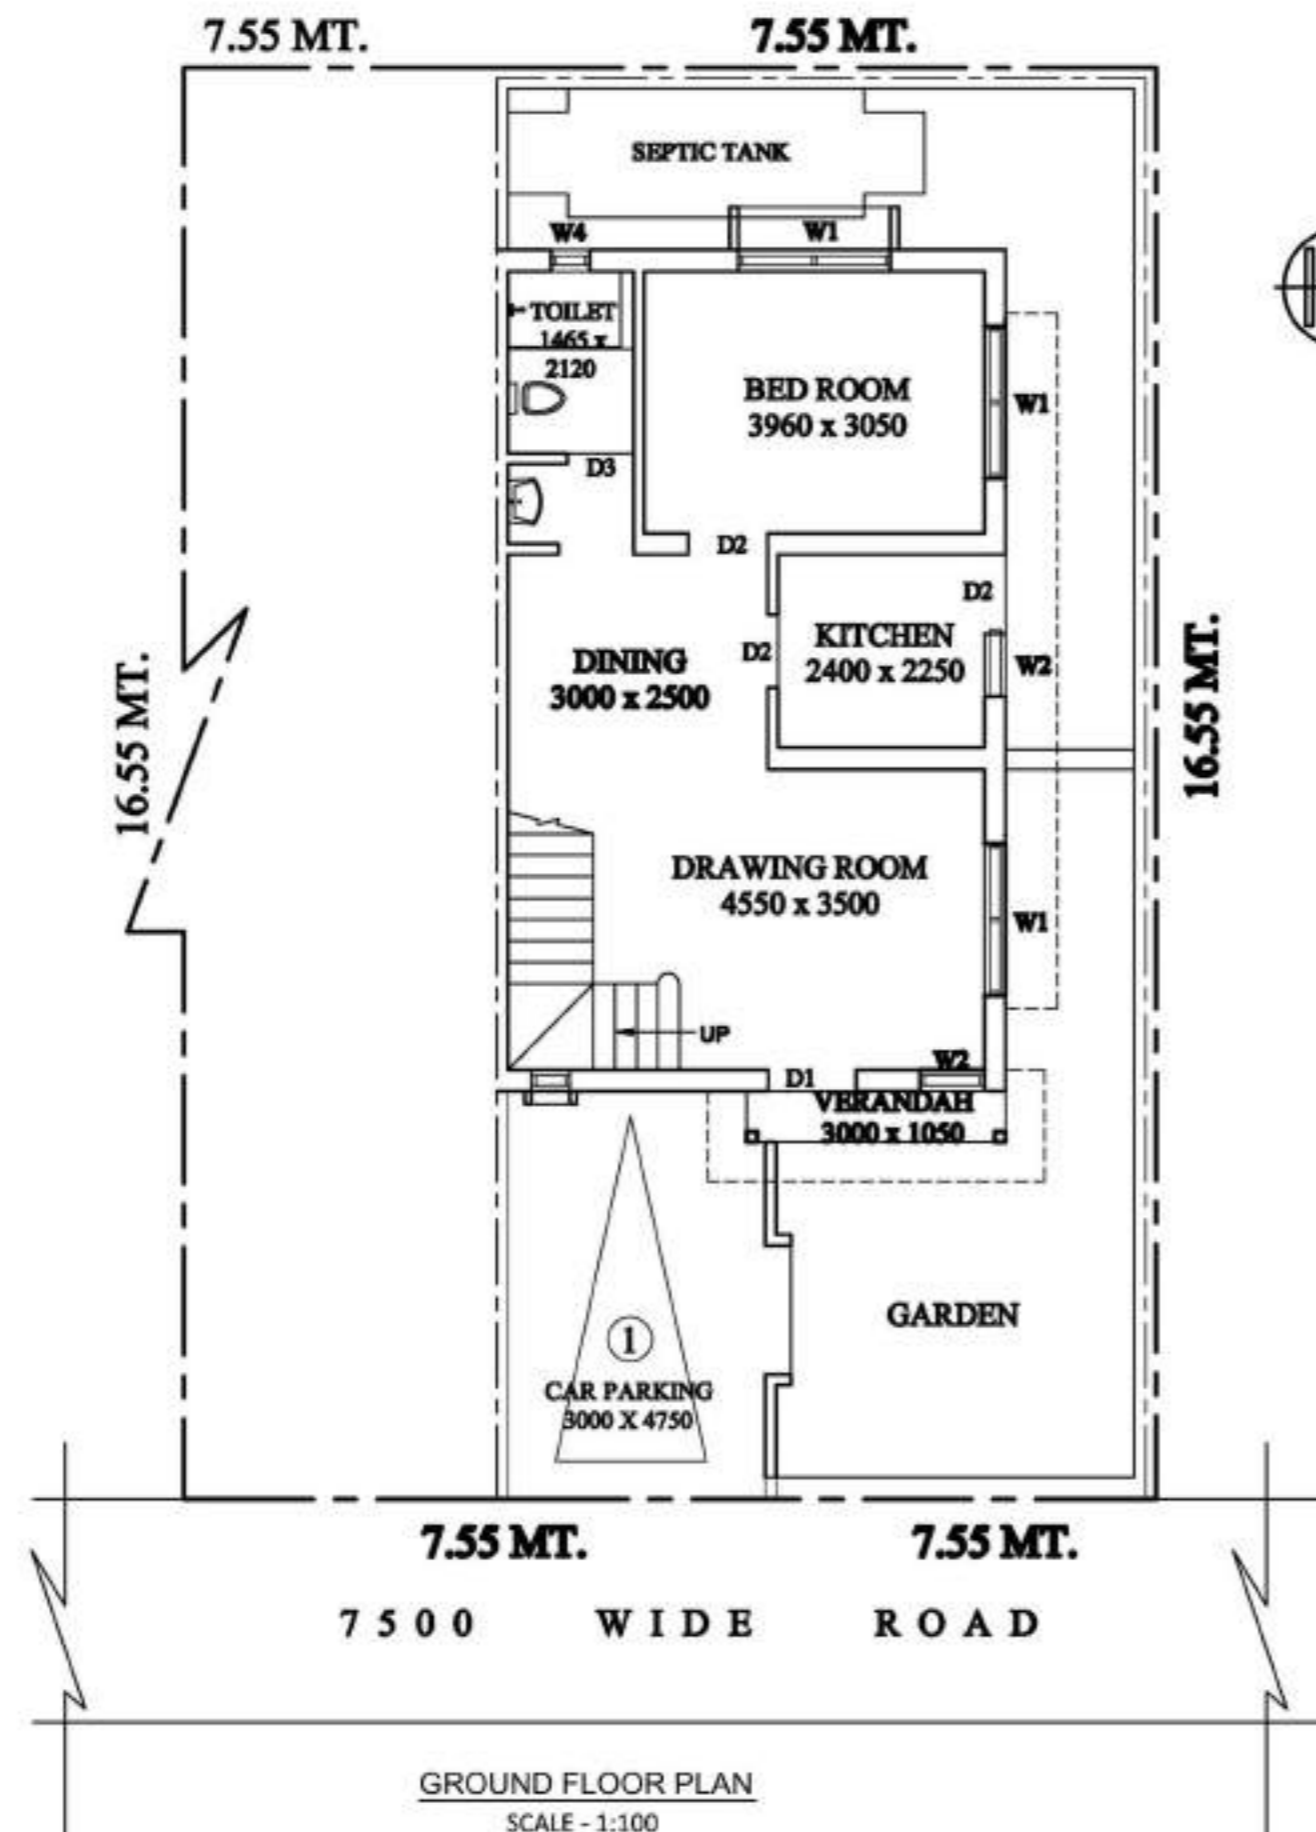 7.55 MT.
7.55 MT.
SEPTIC TANK
W4
W1
TOILET
1465 x
2120
BED ROOM
3960 x 3050
W1
D3
D2
D2
KITCHEN
2400 x 2250
D2
W2
DINING
3000 x 2500
16.55 MT.
16.55 MT.
DRAWING ROOM
4550 x 3500
W1
UP
W2
D1
VERANDAH
3000 x 1050
GARDEN
1
CAR PARKING
3000 X 4750
7.55 MT.
7.55 MT.
7500 WIDE ROAD
GROUND FLOOR PLAN
SCALE - 1:100